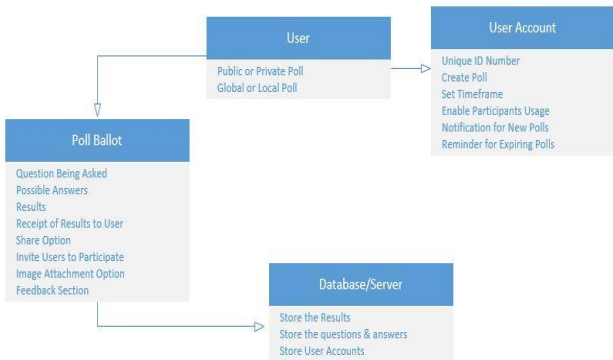 User
Public or Private Poll
Global or Local Poll
User Account
Unique ID Number
Create Poll
Set Timeframe
Enable Participants Usage
Notification for New Polls
Reminder for Expiring Polls
Poll Ballot
Question Being Asked
Possible Answers
Results
Receipt of Results to User
Share Option
Invite Users to Participate
Image Attachment Option
Feedback Section
Database/Server
Store the Results
Store the questions & answers
Store User Accounts